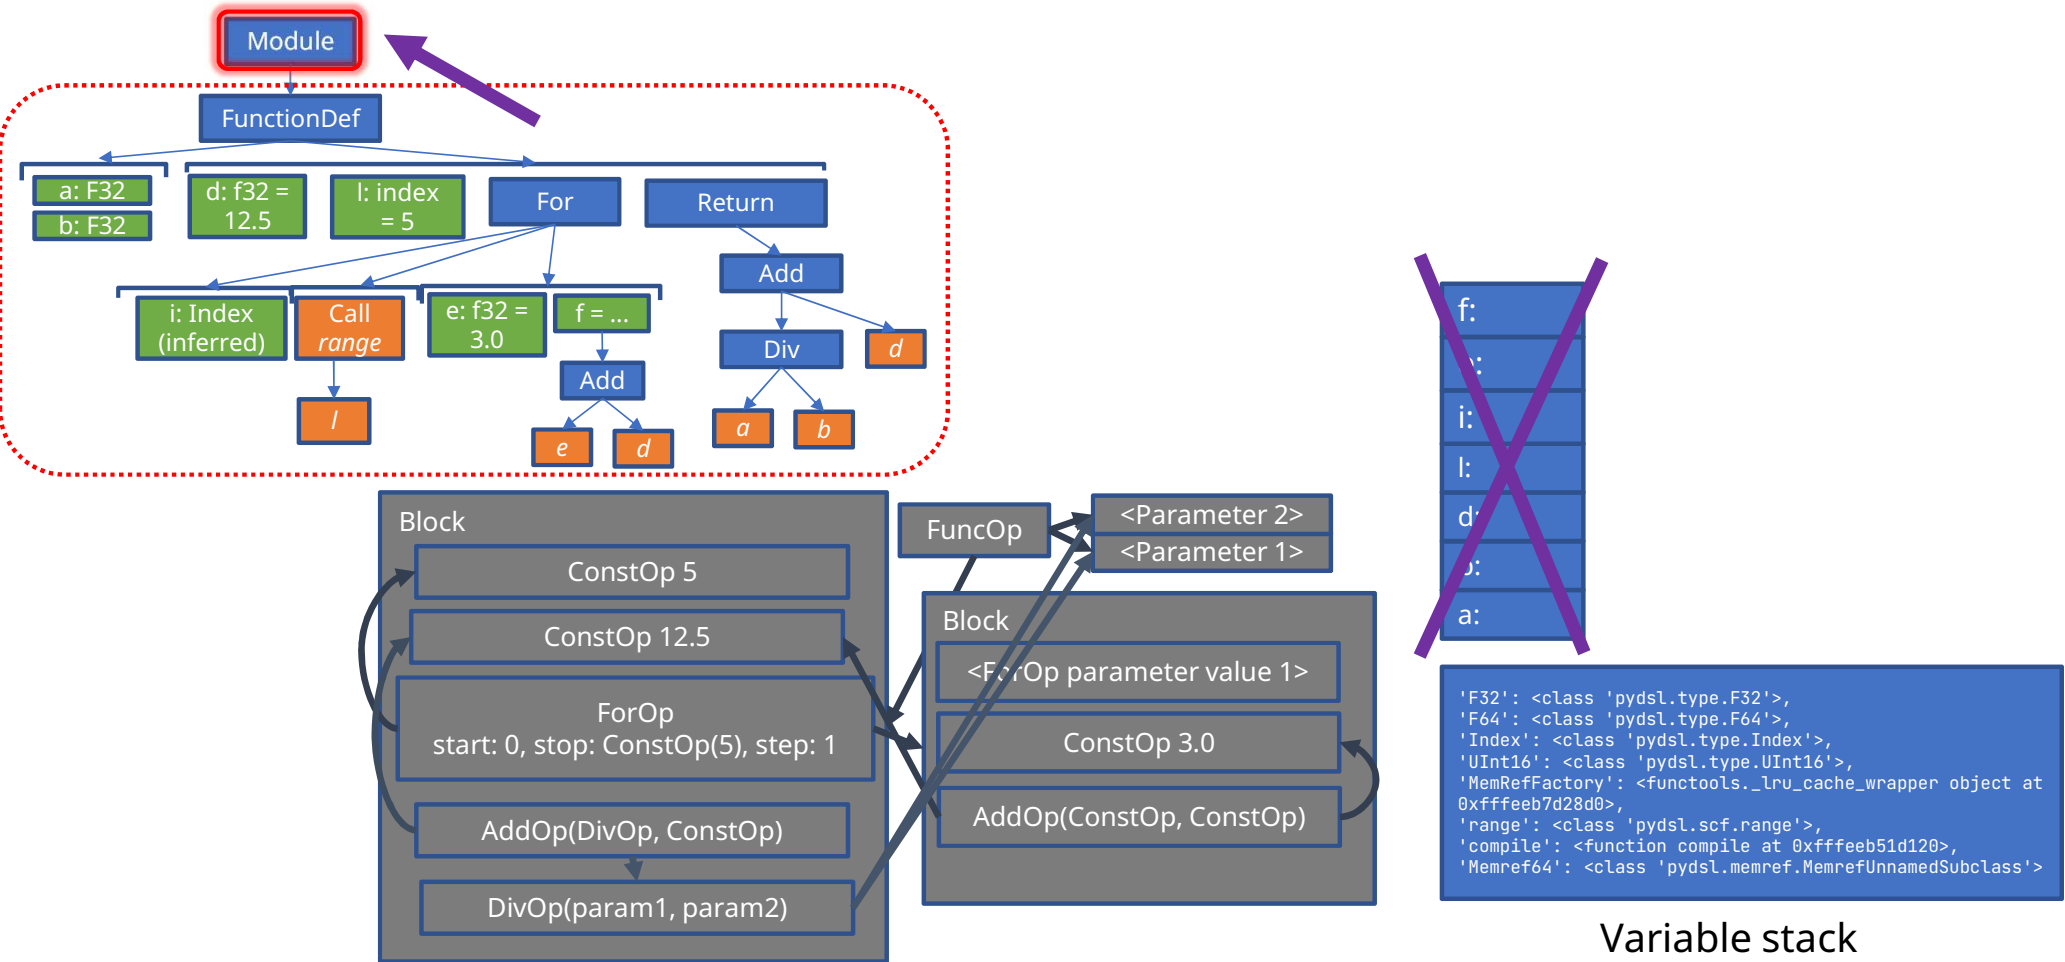 Module
FunctionDef
a: F32
b: F32
d: f32 =
12.5
l: index
= 5
For
Return
Add
Div
d
a
b
i: Index
(inferred)
Call
range
l
e: f32 =
3.0
f = ...
Add
e
d
Block
ConstOp 5
ConstOp 12.5
ForOp
start: 0, stop: ConstOp(5), step: 1
AddOp(DivOp, ConstOp)
DivOp(param1, param2)
FuncOp
<Parameter 2>
<Parameter 1>
Block
<ForOp parameter value 1>
ConstOp 3.0
AddOp(ConstOp, ConstOp)
f:
i:
l:
d:
a:
'F32': <class 'pydsl.type.F32'>,
'F64': <class 'pydsl.type.F64'>,
'Index': <class 'pydsl.type.Index'>,
'UInt16': <class 'pydsl.type.UInt16'>,
'MemRefFactory': <functools._lru_cache_wrapper object at
0xfffeeb7d28d0>,
'range': <class 'pydsl.scf.range'>,
'compile': <function compile at 0xfffeeb51d120>,
'Memref64': <class 'pydsl.memref.MemrefUnnamedSubclass'>
Variable stack